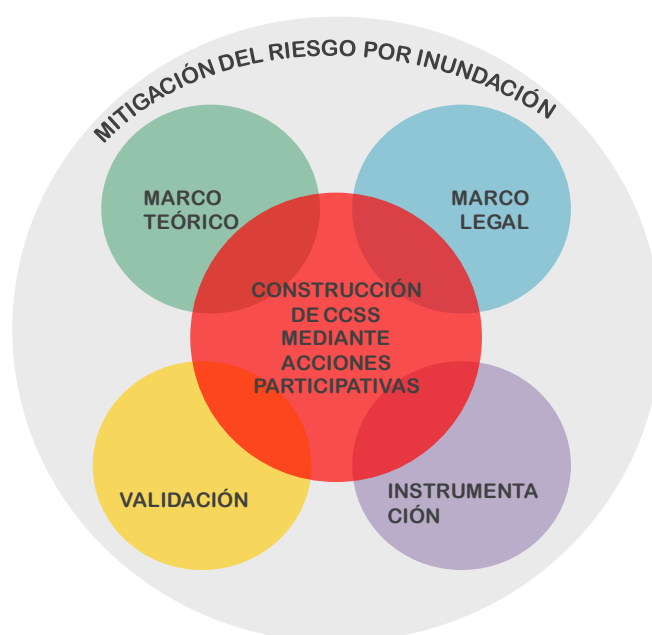 MITIGACIÓN DEL RIESGO POR INUNDACIÓN
MARCO
TEÓRICO
MARCO
LEGAL
CONSTRUCCIÓN
DE CCSS
MEDIANTE
ACCIONES
PARTICIPATIVAS
VALIDACIÓN
INSTRUMENTA
CIÓN